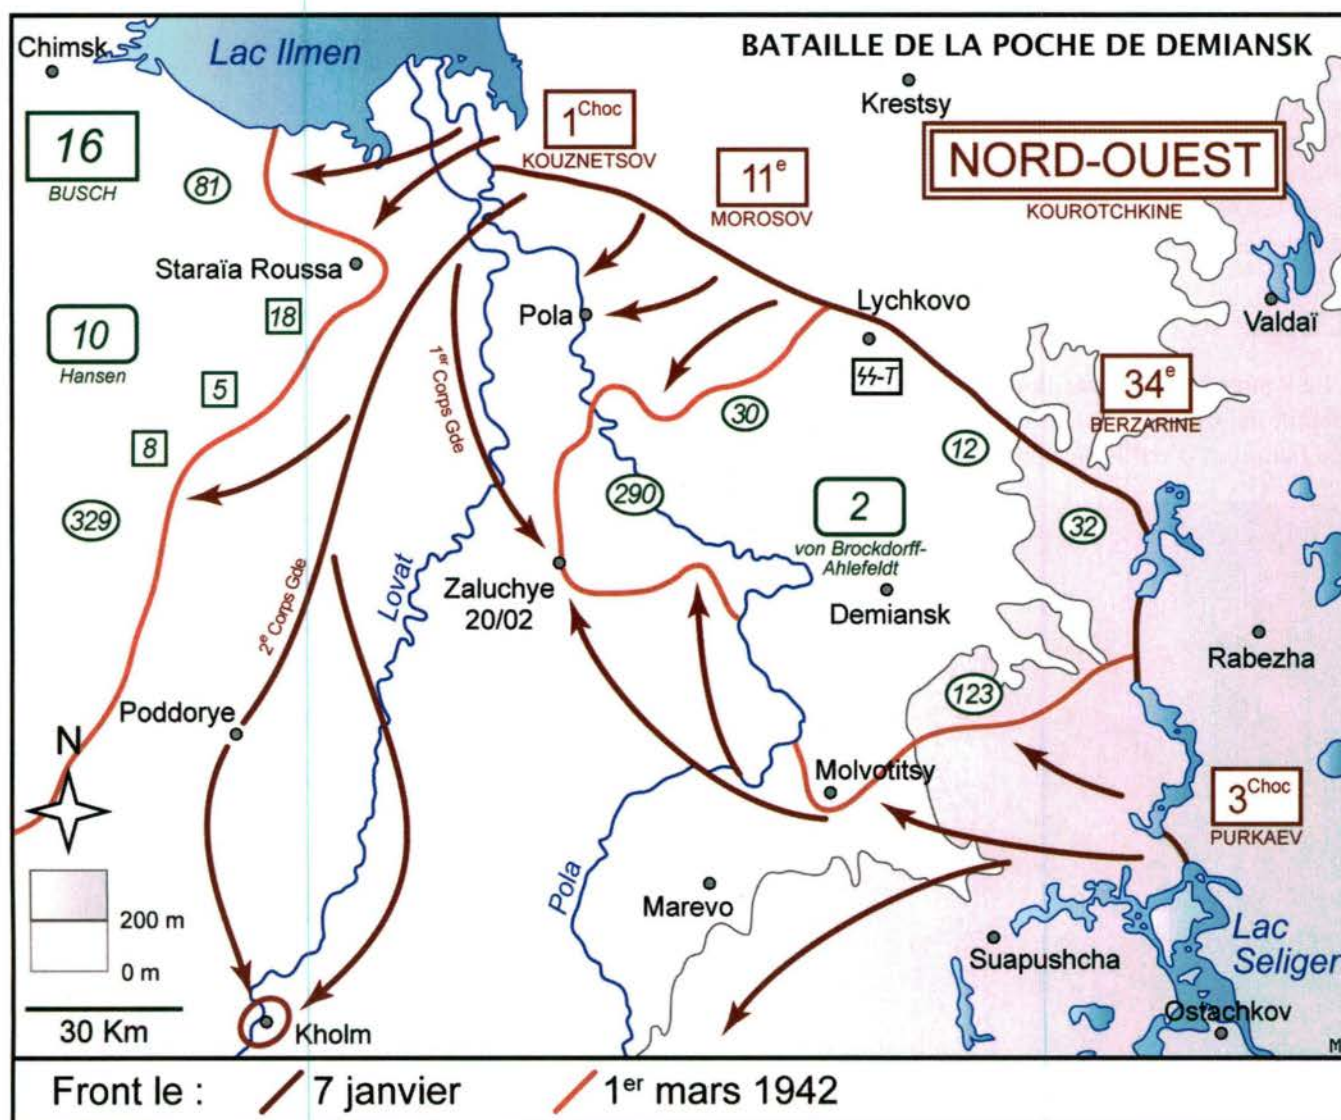 BATAILLE DE LA POCHE DE DEMIANSK
Chimsk
Lac Ilmen
Krestsy
16
BUSCH
1Choc
KOUZNETSOV
11e
MOROSOV
NORD-OUEST
KOUROTCHKINE
81
Staraïa Roussa
18
10
Hansen
Pola
Lychkovo
Valdaï
ϟϟ-T
34e
BERZARINE
5
8
329
1er Corps Gde
30
12
290
2
von Brockdorff-
Ahlefeldt
32
2e Corps Gde
Lovat
Zaluchye
20/02
Demiansk
Rabezha
123
Poddorye
N
Molvotitsy
3Choc
PURKAEV
200 m
0 m
30 Km
Pola
Marevo
Suapushcha
Lac
Seliger
Ostachkov
Kholm
M
Front le :
7 janvier
1er mars 1942